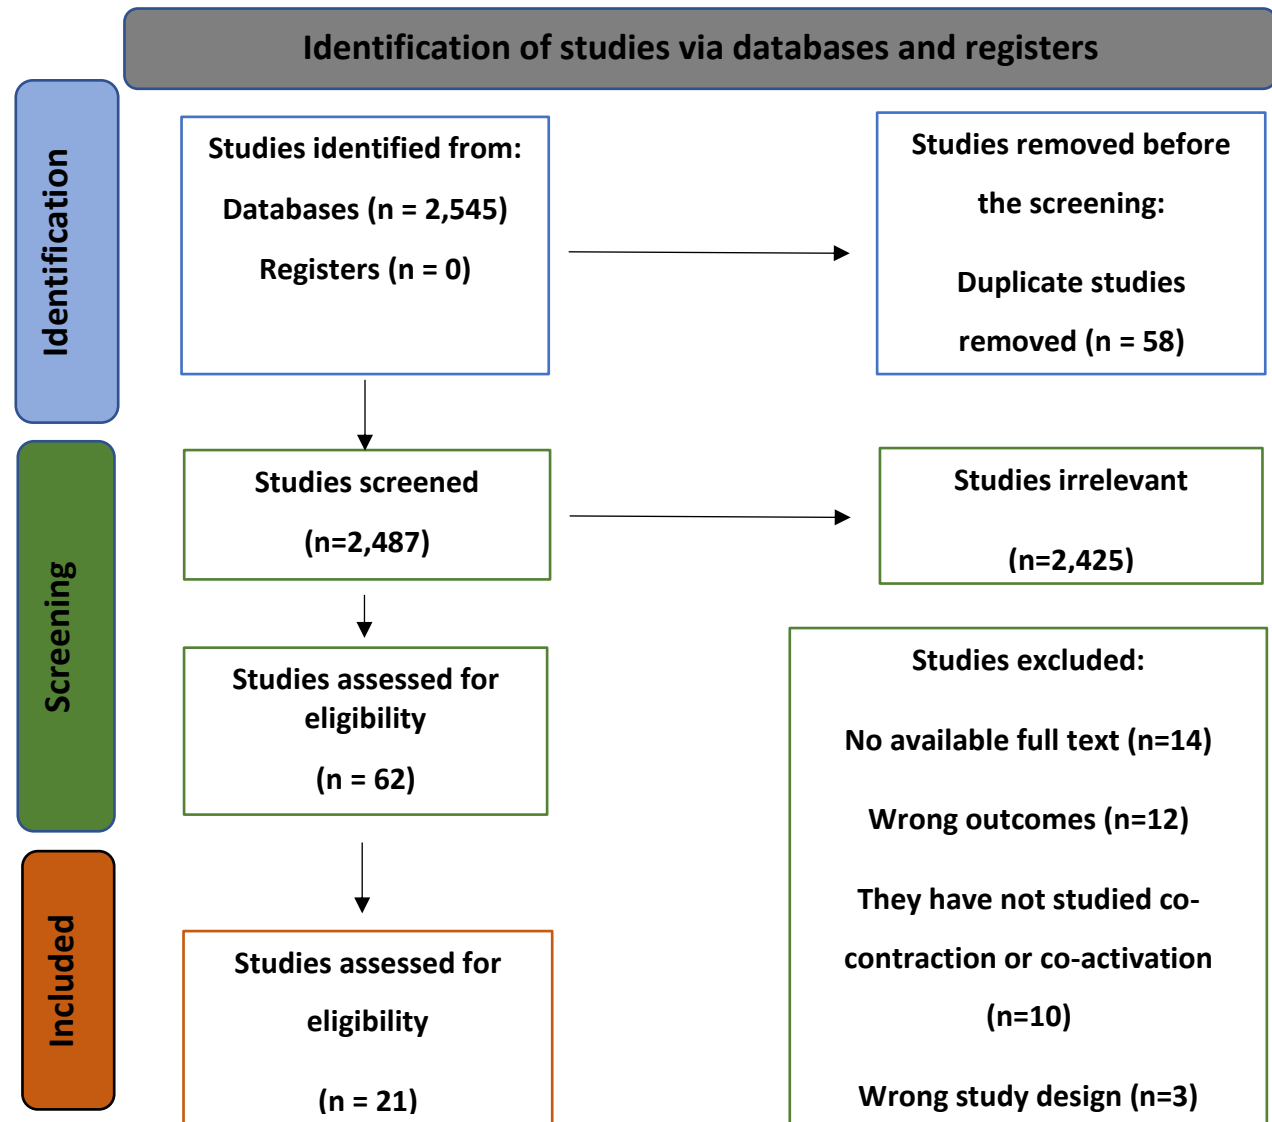 Identification of studies via databases and registers
Identification
Studies identified from:
Databases (n = 2,545)
Registers (n = 0)
Studies removed before
the screening:
Duplicate studies
removed (n = 58)
Screening
Studies screened
(n=2,487)
Studies irrelevant
(n=2,425)
Studies assessed for
eligibility
(n = 62)
Studies excluded:
No available full text (n=14)
Wrong outcomes (n=12)
They have not studied co-
contraction or co-activation
(n=10)
Wrong study design (n=3)
Included
Studies assessed for
eligibility
(n = 21)